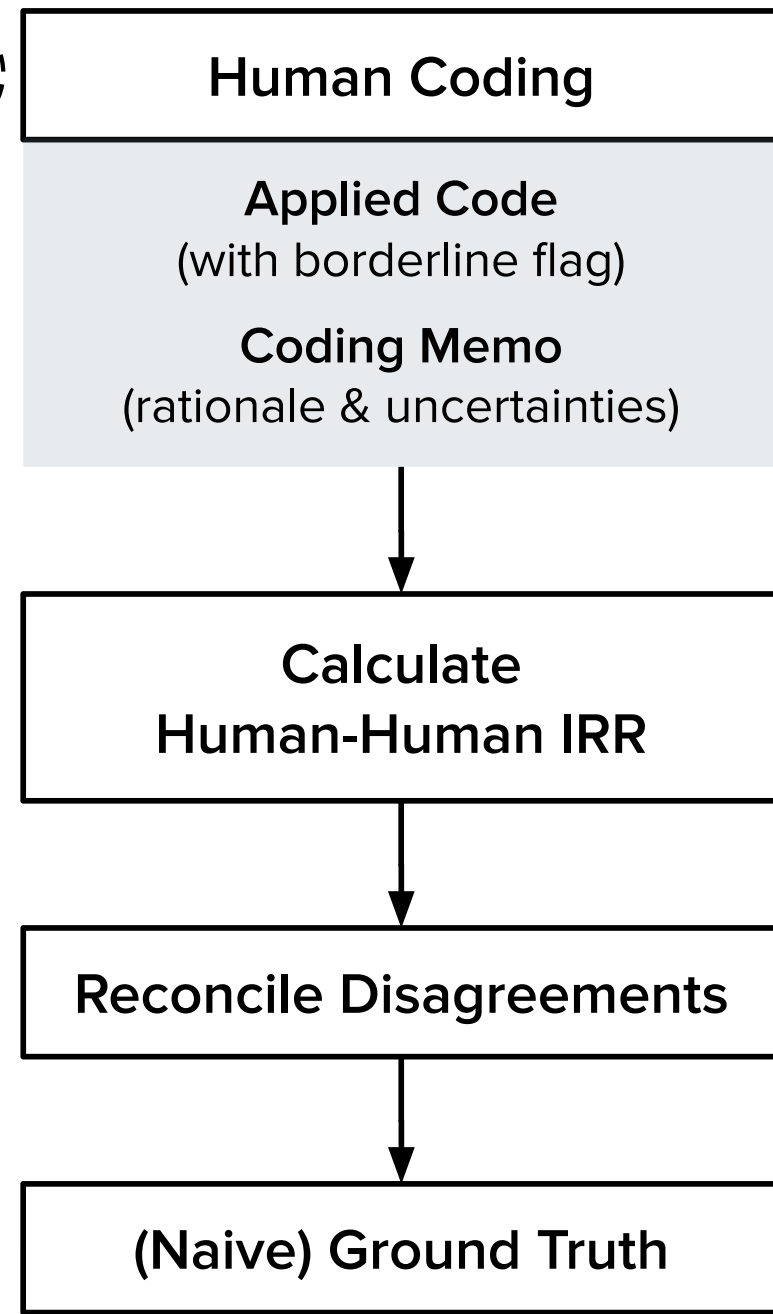 Human Coding
Applied Code
(with borderline flag)
Coding Memo
(rationale & uncertainties)
Calculate
Human-Human IRR
Reconcile Disagreements
(Naive) Ground Truth